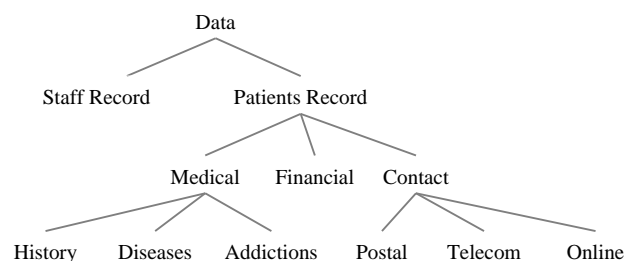 Data
Staff Record Patients Record
Medical Financial Contact
History Diseases Addictions Postal Telecom Online